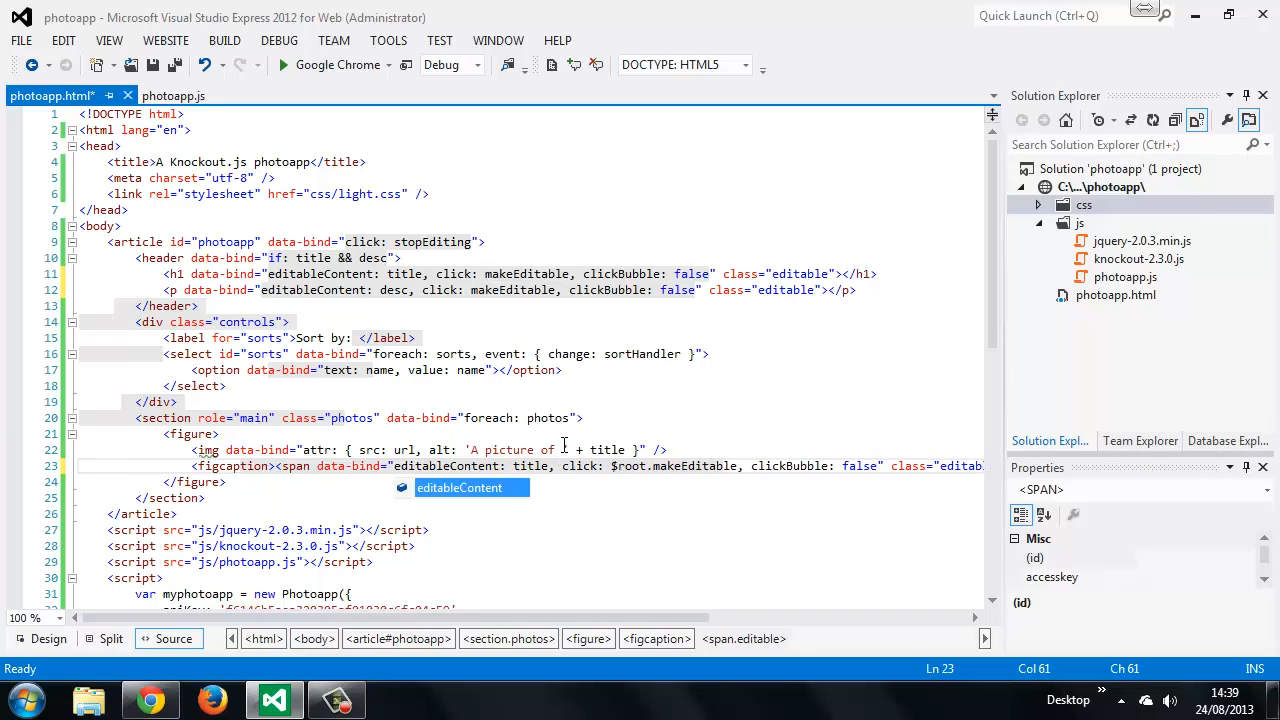 photoapp - Microsoft Visual Studio Express 2012 for Web (Administrator)
Quick Launch (Ctrl+Q)
FILE EDIT VIEW WEBSITE BUILD DEBUG TEAM TOOLS TEST WINDOW HELP
Google Chrome Debug DOCTYPE: HTML5
photoapp.html* photoapp.js
1 <!DOCTYPE html>
2 <html lang="en">
3 <head>
4 <title>A Knockout.js photoapp</title>
5 <meta charset="utf-8" />
6 <link rel="stylesheet" href="css/light.css" />
7 </head>
8 <body>
9 <article id="photoapp" data-bind="click: stopEditing">
10 <header data-bind="if: title && desc">
11 <h1 data-bind="editableContent: title, click: makeEditable, clickBubble: false" class="editable"></h1>
12 <p data-bind="editableContent: desc, click: makeEditable, clickBubble: false" class="editable"></p>
13 </header>
14 <div class="controls">
15 <label for="sorts">Sort by: </label>
16 <select id="sorts" data-bind="foreach: sorts, event: { change: sortHandler }">
17 <option data-bind="text: name, value: name"></option>
18 </select>
19 </div>
20 <section role="main" class="photos" data-bind="foreach: photos">
21 <figure>
22 <img data-bind="attr: { src: url, alt: 'A picture of ' + title }" />
23 <figcaption><span data-bind="editableContent: title, click: $root.makeEditable, clickBubble: false" class="editabl
editableContent
24 </figure>
25 </section>
26 </article>
27 <script src="js/jquery-2.0.3.min.js"></script>
28 <script src="js/knockout-2.3.0.js"></script>
29 <script src="js/photoapp.js"></script>
30 <script>
31 var myphotoapp = new Photoapp({
100 %
Design Split Source <html> <body> <article#photoapp> <section.photos> <figure> <figcaption> <span.editable>
Ready Ln 23 Col 61 Ch 61 INS
Solution Explorer
Search Solution Explorer (Ctrl+;)
Solution 'photoapp' (1 project)
C:\...\photoapp\
css
js
jquery-2.0.3.min.js
knockout-2.3.0.js
photoapp.js
photoapp.html
Solution Explo... Team Explorer Database Expl...
Properties
<SPAN>
Misc
(id)
accesskey
(id)
Desktop
14:39
24/08/2013